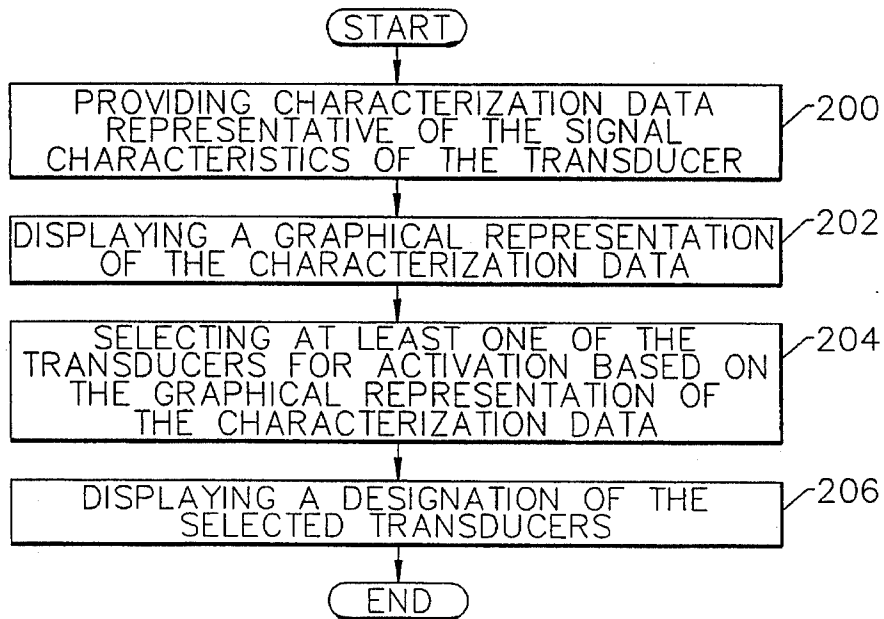 START
PROVIDING CHARACTERIZATION DATA
REPRESENTATIVE OF THE SIGNAL
CHARACTERISTICS OF THE TRANSDUCER
200
DISPLAYING A GRAPHICAL REPRESENTATION
OF THE CHARACTERIZATION DATA
202
SELECTING AT LEAST ONE OF THE
TRANSDUCERS FOR ACTIVATION BASED ON
THE GRAPHICAL REPRESENTATION OF
THE CHARACTERIZATION DATA
204
DISPLAYING A DESIGNATION OF THE
SELECTED TRANSDUCERS
206
END